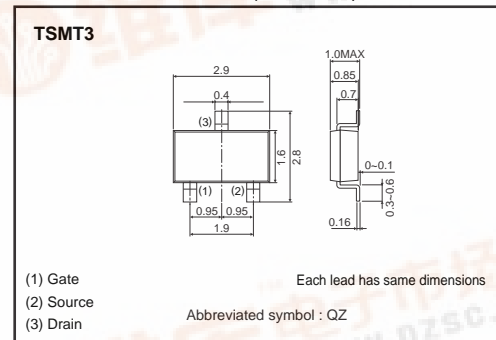 TSMT3
1.0MAX
2.9
0.85
0.4
0.7
(3)
1.6
2.8
0~0.1
(1)
(2)
0.3~0.6
0.95
0.95
0.16
1.9
(1) Gate
Each lead has same dimensions
(2) Source
Abbreviated symbol : QZ
(3) Drain